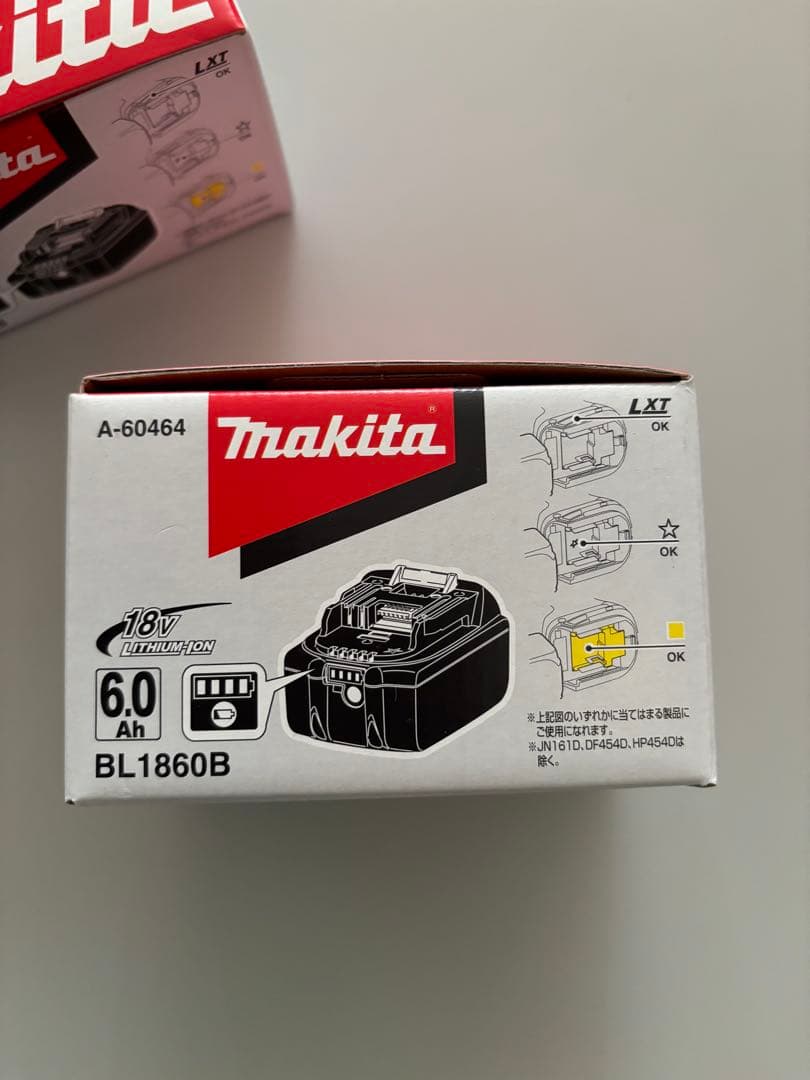 LXT
OK
A-60464
makita®
LXT
OK
☆
OK
OK
18V
LITHIUM-ION
6.0
Ah
BL1860B
※上記図のいずれかに当てはまる製品に
ご使用になれます。
※JN161D、DF454D、HP454Dは
除く。